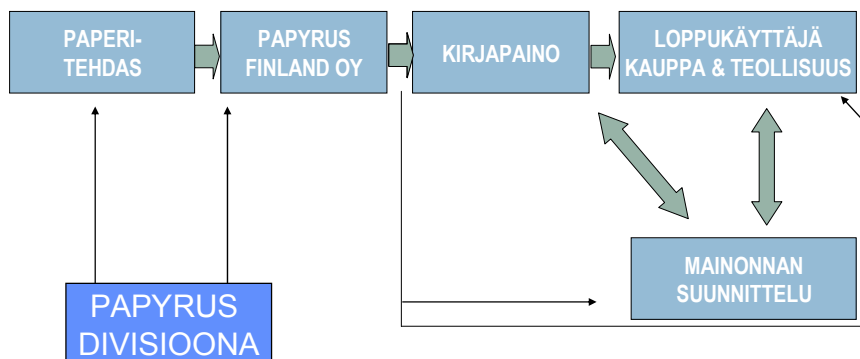 PAPERI-
TEHDAS
PAPYRUS
FINLAND OY
KIRJAPAINO
LOPPUKÄYTTÄJÄ
KAUPPA & TEOLLISUUS
MAINONNAN
SUUNNITTELU
PAPYRUS
DIVISIOONA